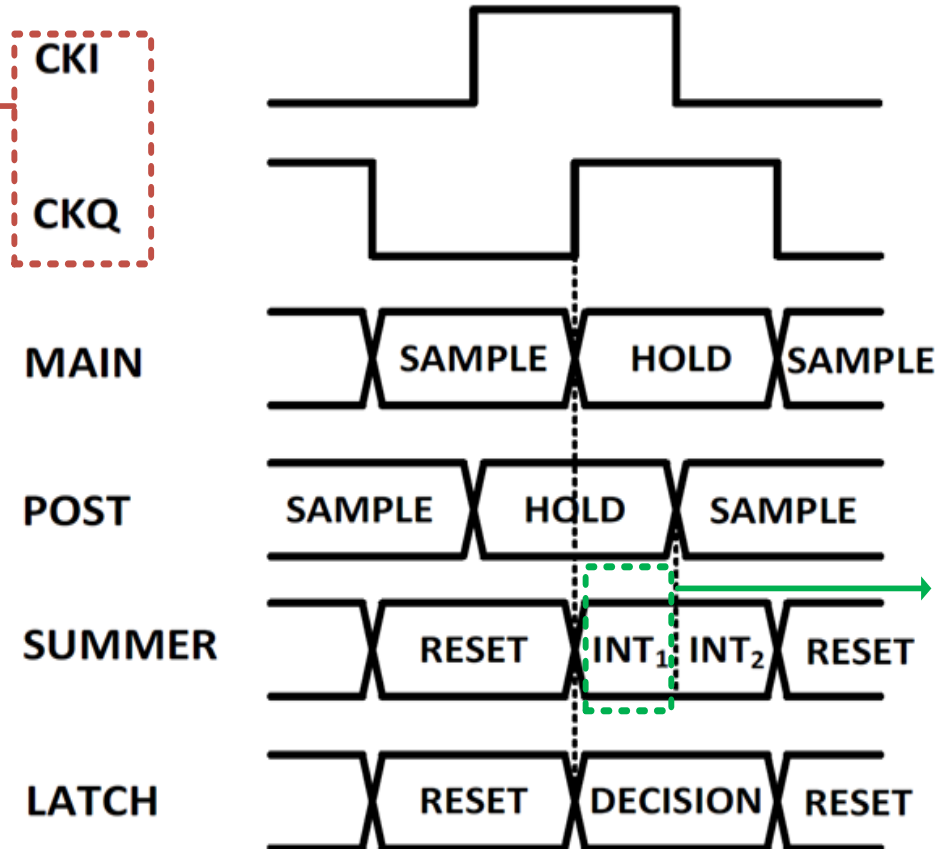 CKI
CKQ
MAIN SAMPLE HOLD SAMPLE
POST SAMPLE HOLD SAMPLE
SUMMER RESET INT₁ INT₂ RESET
LATCH RESET DECISION RESET